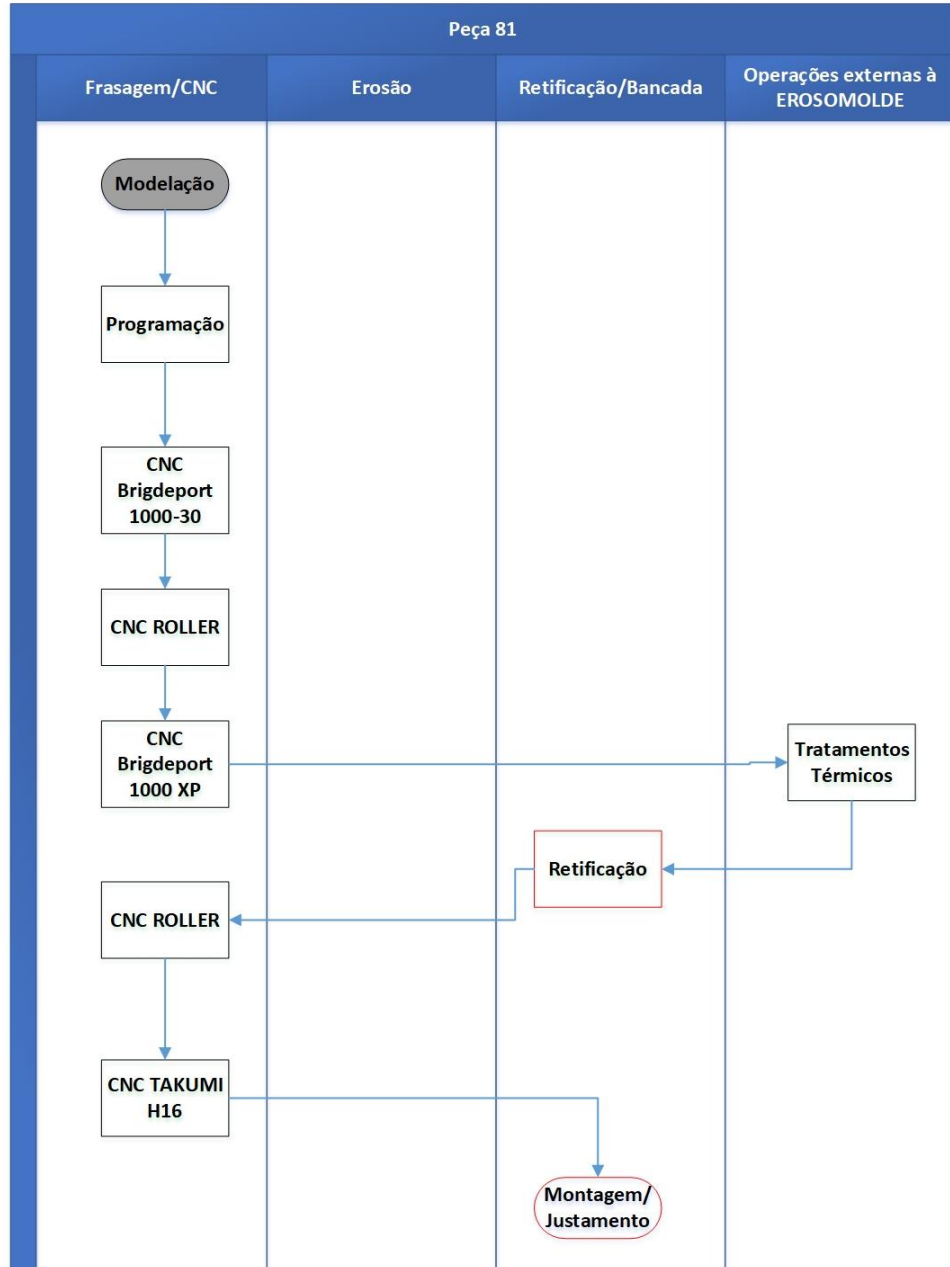 Peça 81
Frasagem/CNC
Erosão
Retificação/Bancada
Operações externas à
EROSOMOLDE
Modelação
Programação
CNC
Brigdeport
1000-30
CNC ROLLER
CNC
Brigdeport
1000 XP
Tratamentos
Térmicos
Retificação
CNC ROLLER
CNC TAKUMI
H16
Montagem/
Justamento